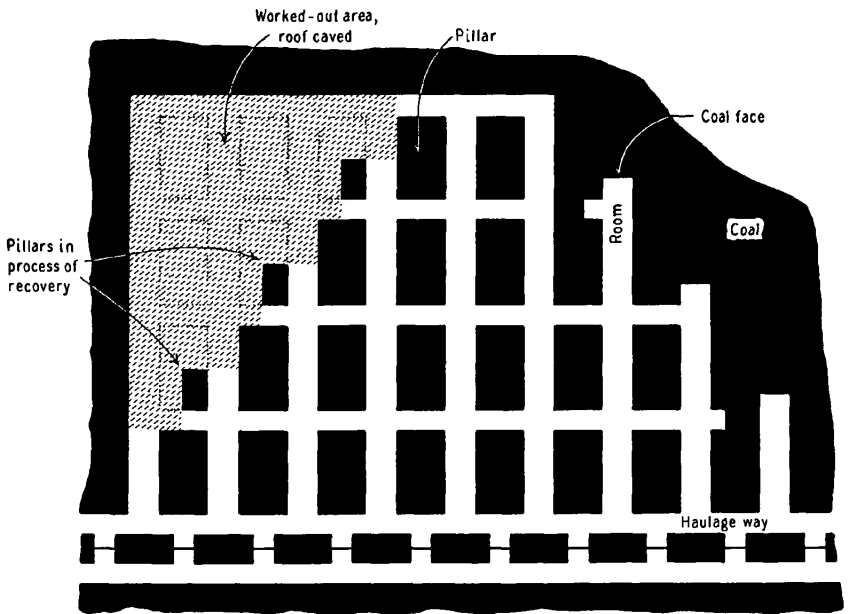 Worked-out area,
roof caved
Pillar
Coal face
Room
Coal
Pillars in
process of
recovery
Haulage way